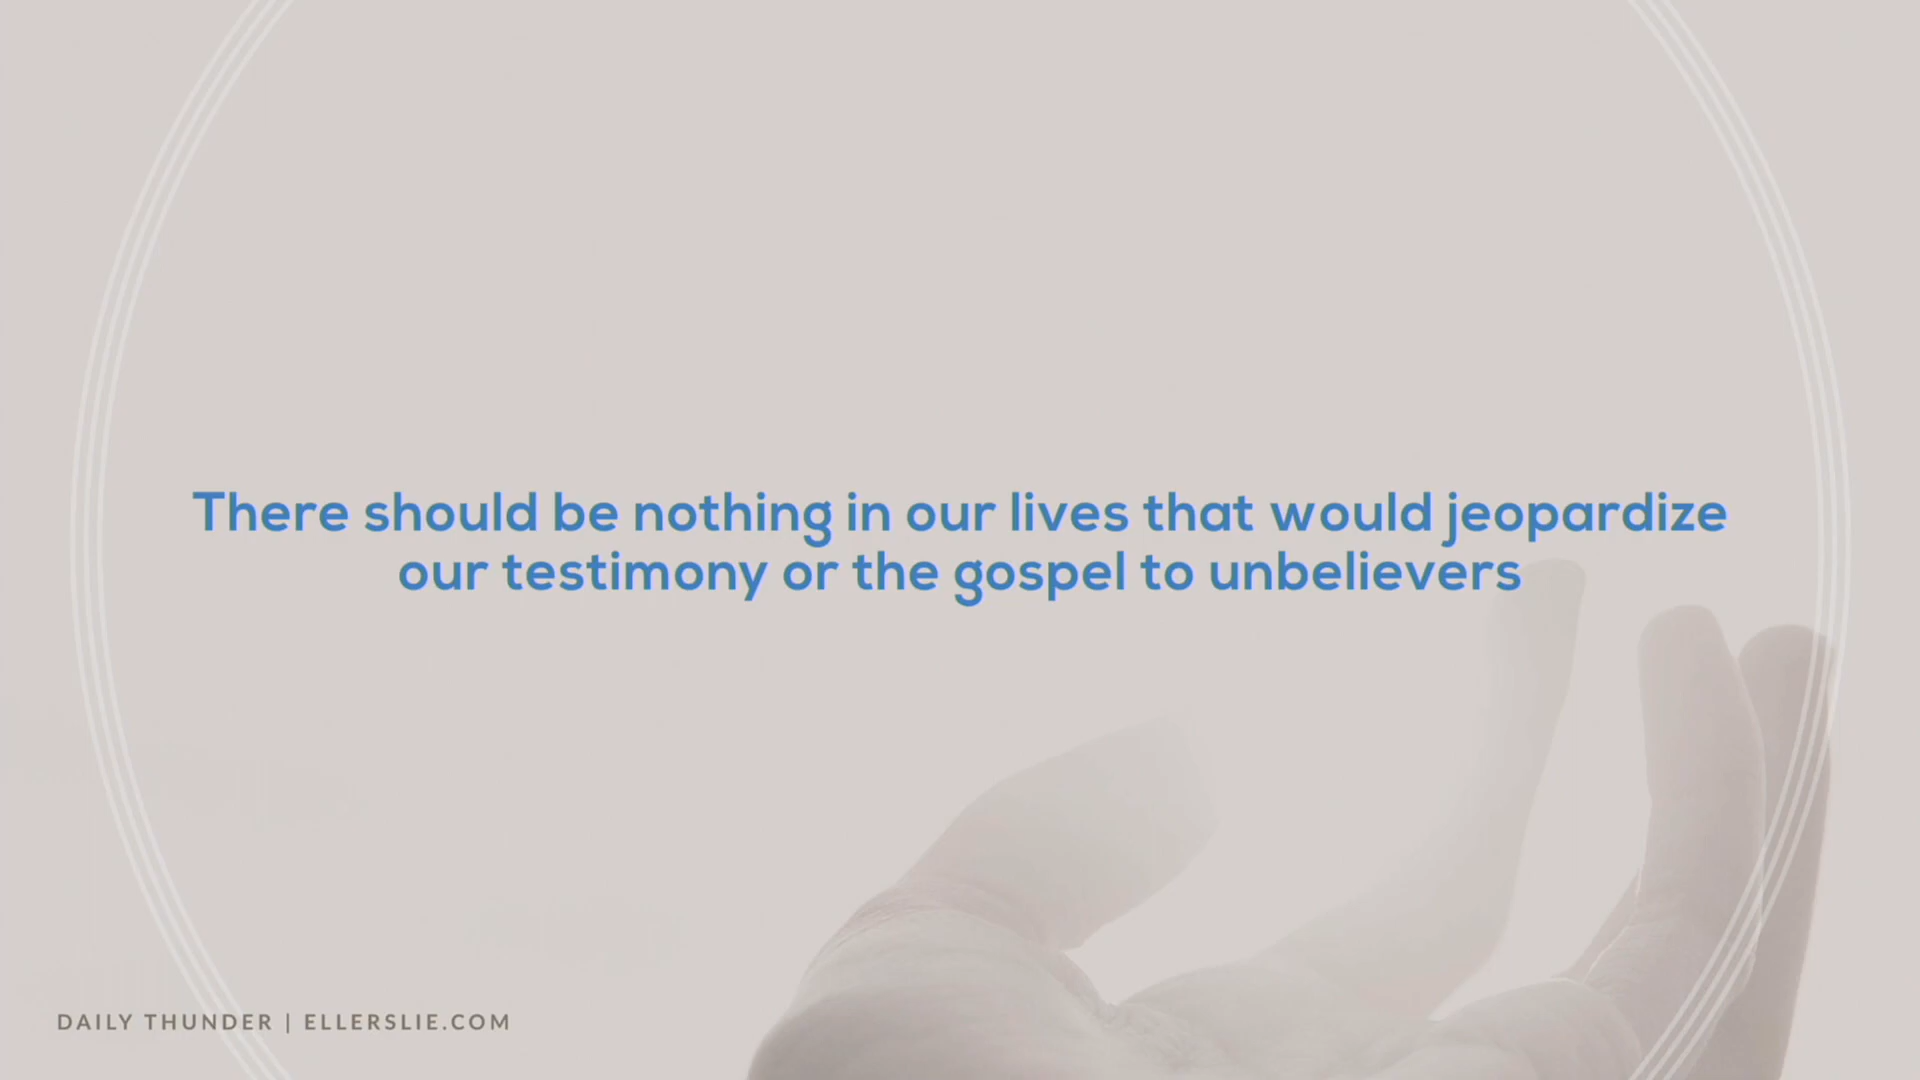 There should be nothing in our lives that would jeopardize
our testimony or the gospel to unbelievers
DAILY THUNDER | ELLERSLIE.COM